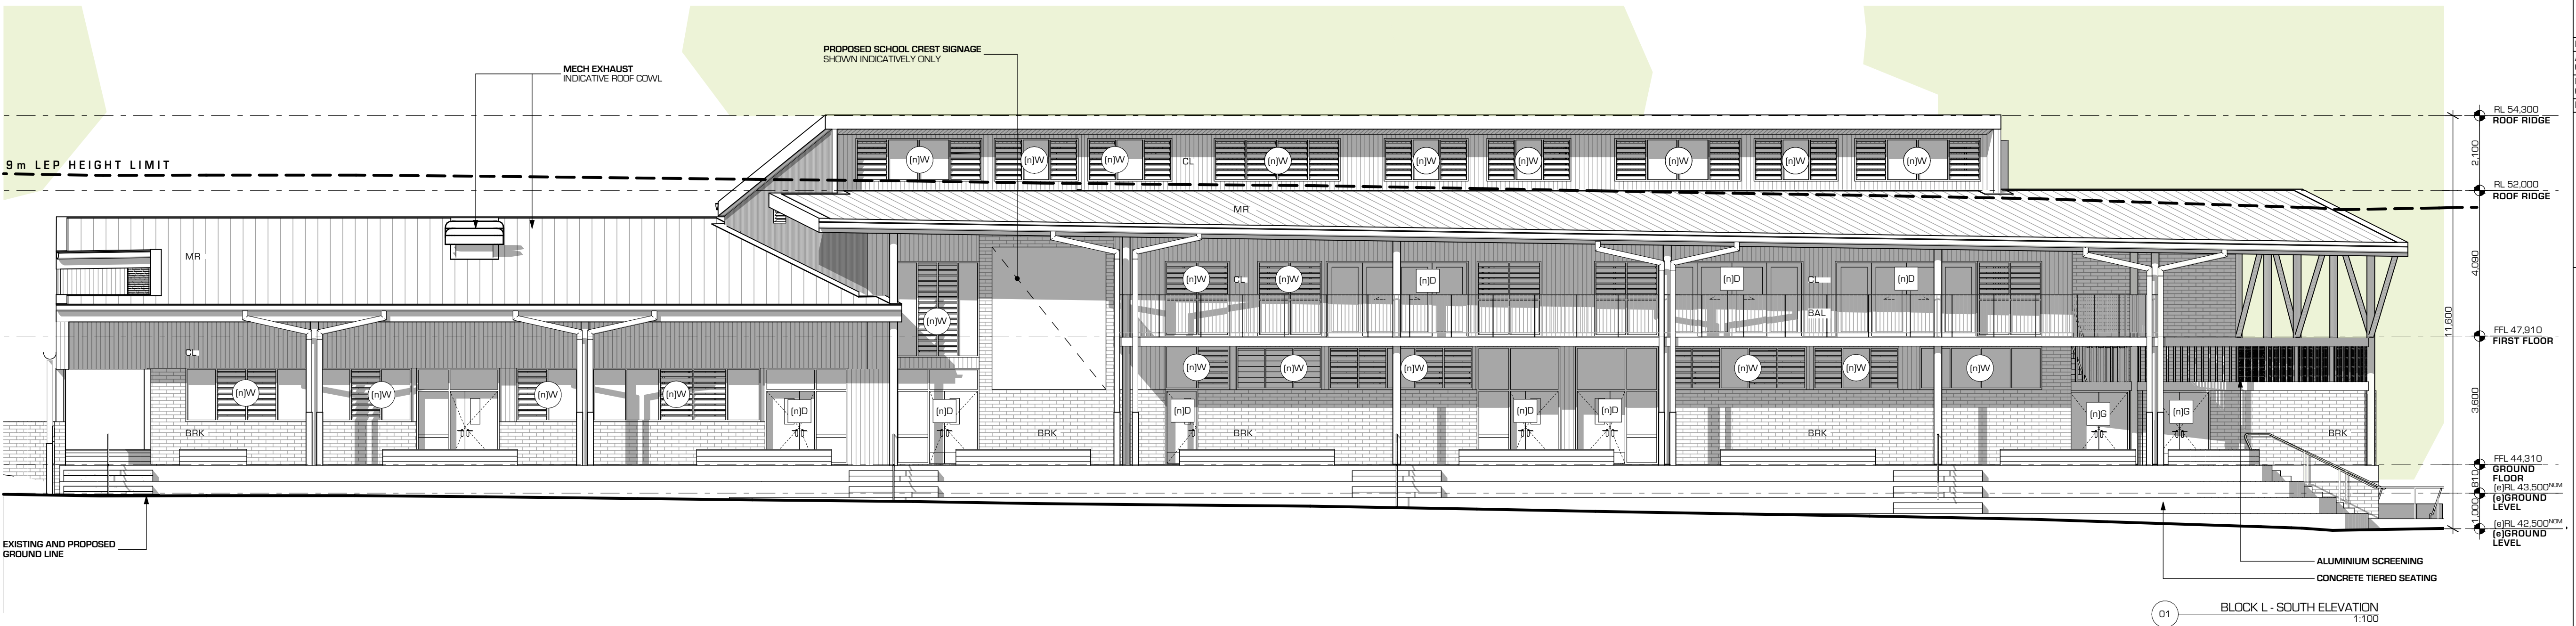 PROPOSED SCHOOL CREST SIGNAGE
SHOWN INDICATIVELY ONLY
MECH EXHAUST
INDICATIVE ROOF COWL
9m LEP HEIGHT LIMIT
RL 54,300
ROOF RIDGE
2,100
RL 52,000
ROOF RIDGE
4,090
11,600
FFL 47,910
FIRST FLOOR
3,600
FFL 44,310
GROUND
FLOOR
810
(e)RL 43,500NOM
(e)GROUND
LEVEL
1,000
(e)RL 42,500NOM
(e)GROUND
LEVEL
(n)W (n)W (n)W CL (n)W (n)W (n)W (n)W (n)W (n)W
MR
MR
(n)W CL (n)W (n)D (n)D CL (n)D
(n)W
BAL
CL
(n)W (n)W (n)W (n)W (n)W (n)W
(n)W (n)W (n)W (n)W
(n)D (n)D (n)D (n)D (n)D (n)G (n)G
BRK BRK BRK BRK BRK
EXISTING AND PROPOSED
GROUND LINE
ALUMINIUM SCREENING
CONCRETE TIERED SEATING
01 BLOCK L - SOUTH ELEVATION
1:100